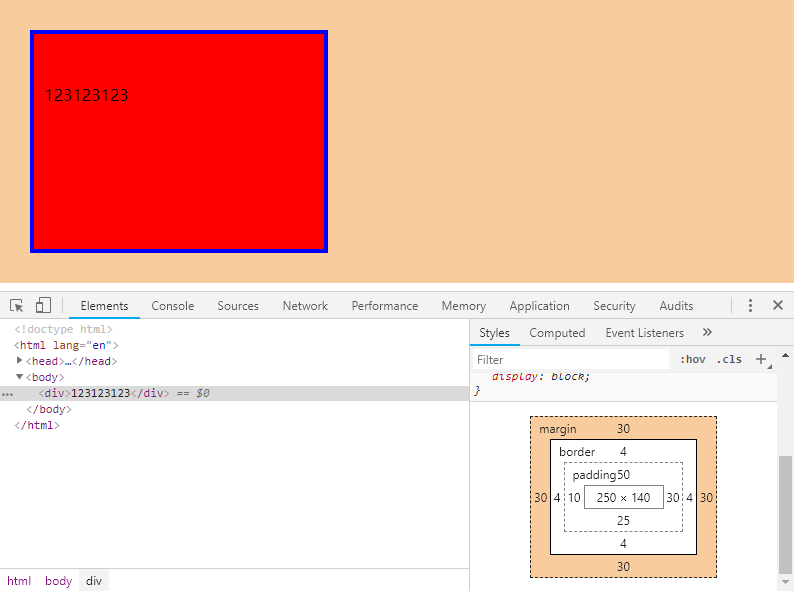 123123123
Elements Console Sources Network Performance Memory Application Security Audits
<!doctype html>
<html lang="en">
<head>…</head>
<body>
<div>123123123</div> == $0
</body>
</html>
html body div
Styles Computed Event Listeners »
Filter :hov .cls +
display: block;
}
margin 30
border 4
padding50
30 4 10 250 × 140 30 4 30
25
4
30